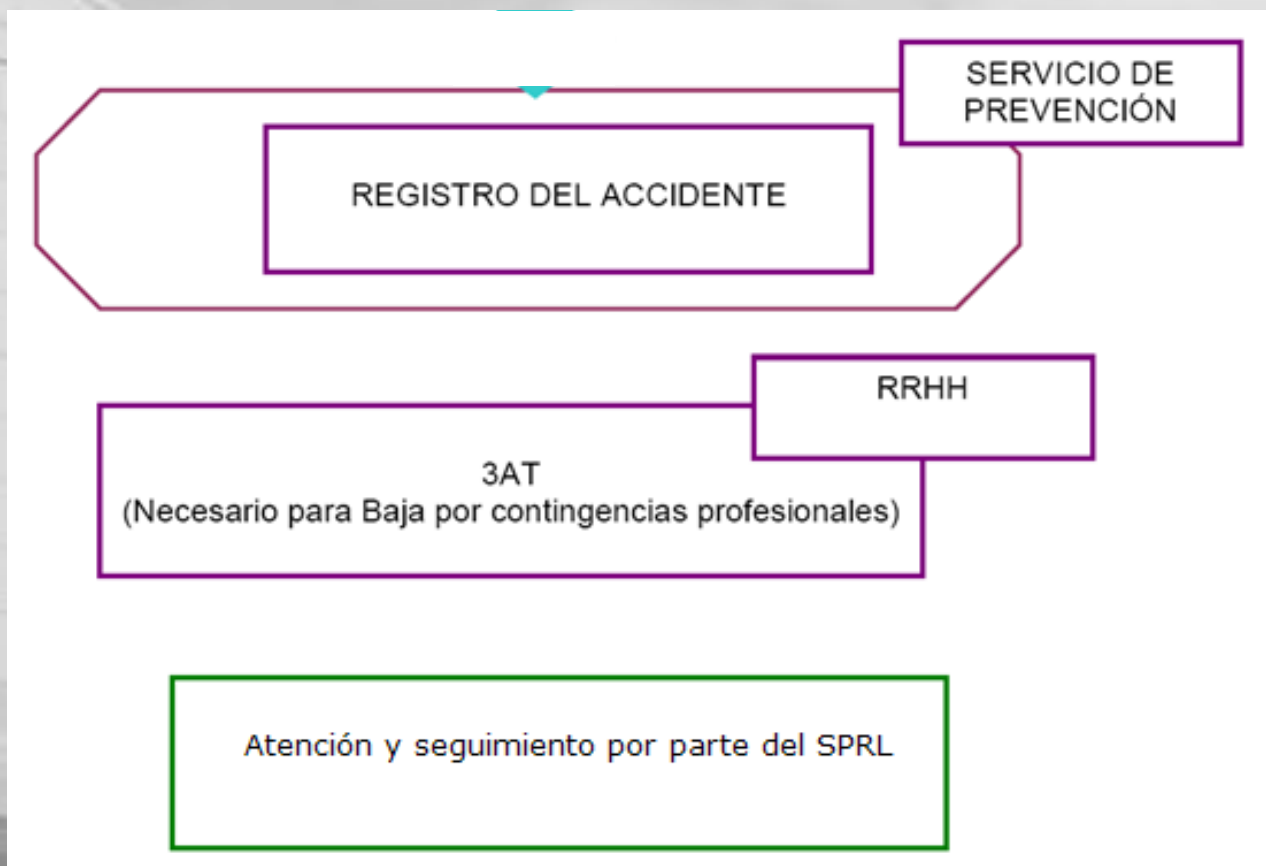 SERVICIO DE
PREVENCIÓN
REGISTRO DEL ACCIDENTE
RRHH
3AT
(Necesario para Baja por contingencias profesionales)
Atención y seguimiento por parte del SPRL